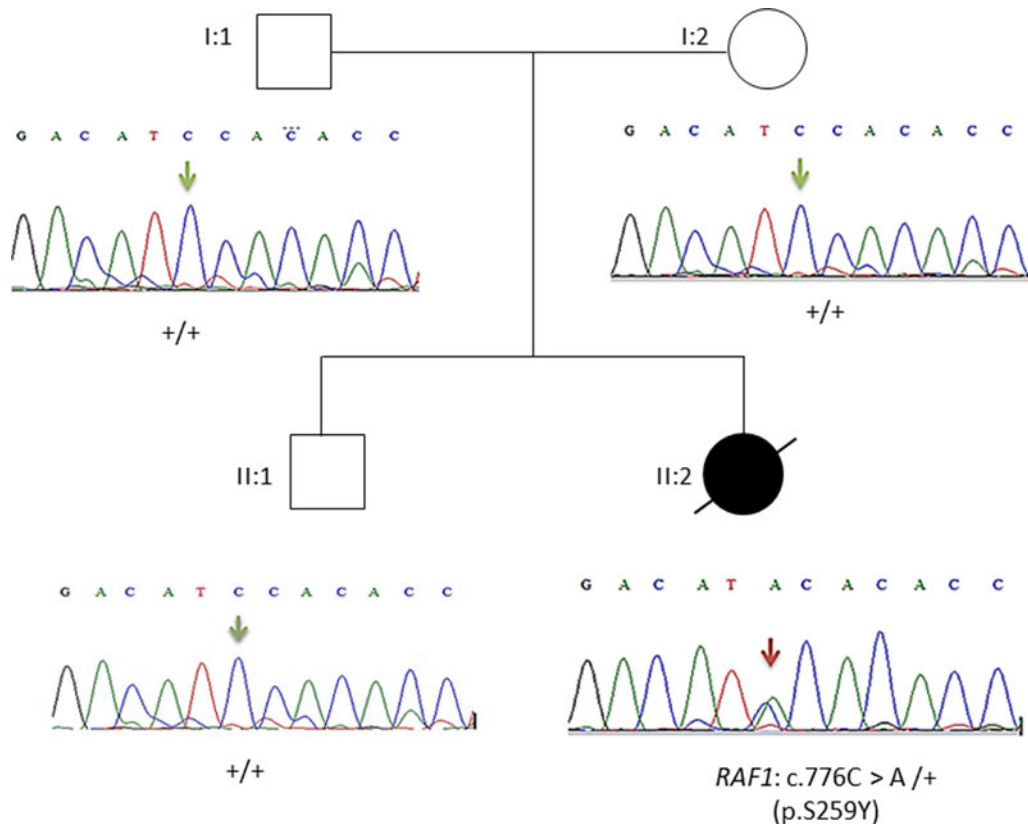 I:1
I:2
G A C A T C C A C A C C
G A C A T C C A C A C C
+/+
+/+
II:1
II:2
G A C A T C C A C A C C
G A C A T A C A C A C C
+/+
RAF1: c.776C > A /+
(p.S259Y)